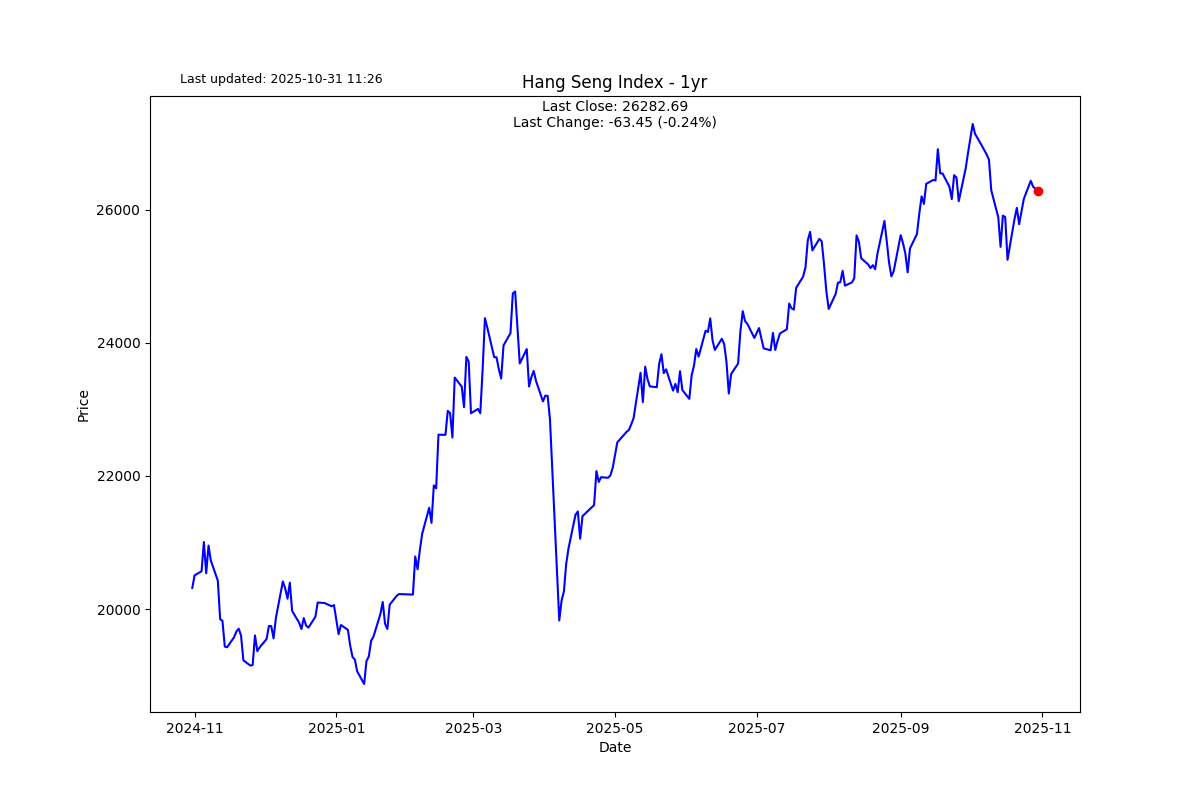 Last updated: 2025-10-31 11:26
Hang Seng Index - 1yr
Last Close: 26282.69
Last Change: -63.45 (-0.24%)
26000
24000
22000
20000
Price
2024-11
2025-01
2025-03
2025-05
2025-07
2025-09
2025-11
Date